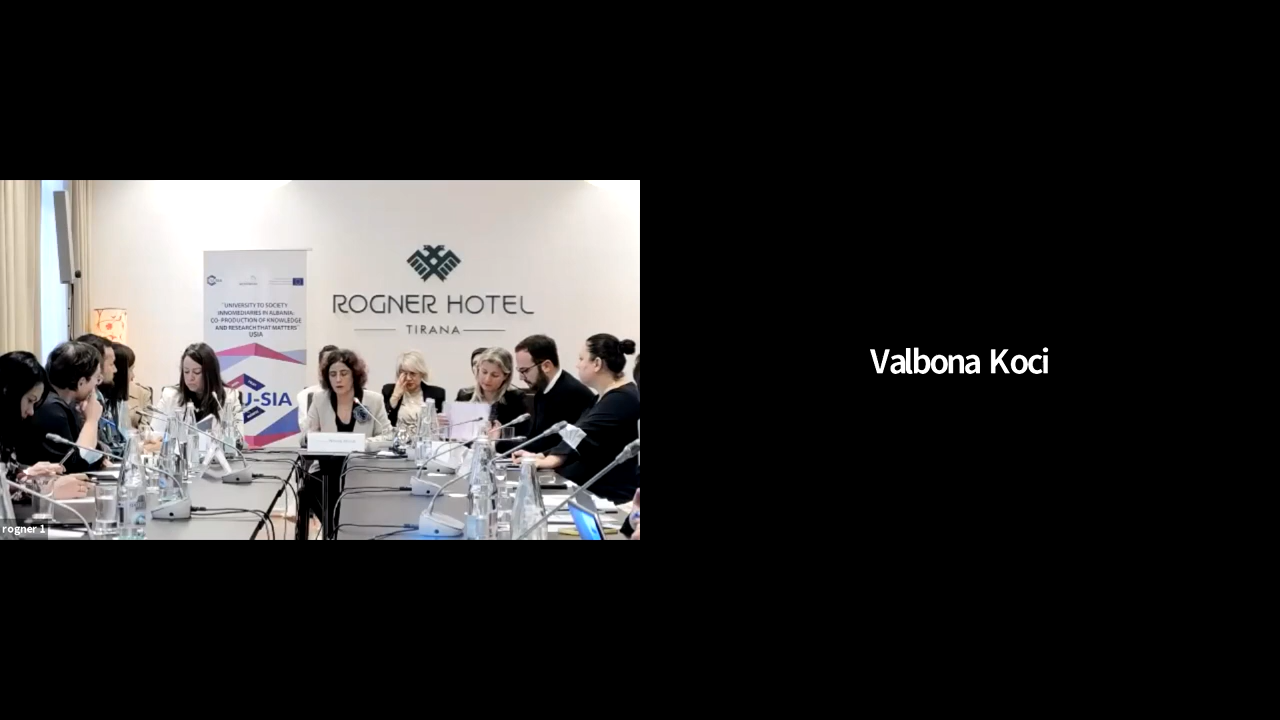 "UNIVERSITY TO SOCIETY
INNOMEDIARIES IN ALBANIA:
CO- PRODUCTION OF KNOWLEDGE
AND RESEARCH THAT MATTERS"
USIA
U-SIA
ROGNER HOTEL
TIRANA
rogner 1
Valbona Koci